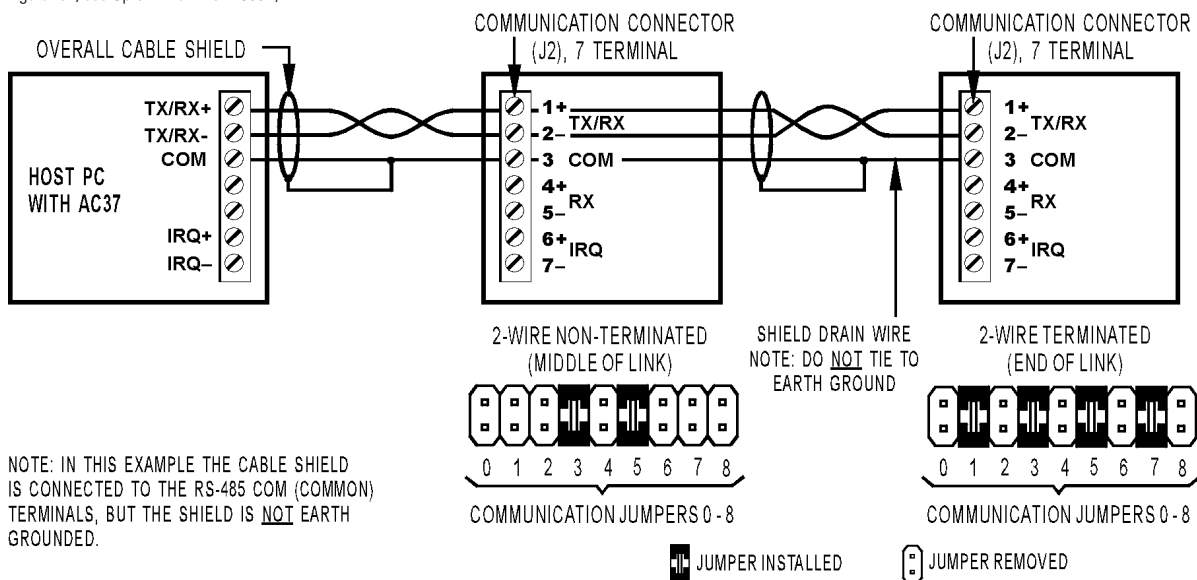 COMMUNICATION CONNECTOR
(J2), 7 TERMINAL
COMMUNICATION CONNECTOR
(J2), 7 TERMINAL
OVERALL CABLE SHIELD
HOST PC
WITH AC37
TX/RX+
TX/RX-
COM
IRQ+
IRQ–
1+
2–
TX/RX
3 COM
4+
5–
RX
6+
7–
IRQ
1+
2–
TX/RX
3 COM
4+
5–
RX
6+
7–
IRQ
2-WIRE NON-TERMINATED
(MIDDLE OF LINK)
SHIELD DRAIN WIRE
NOTE: DO NOT TIE TO
EARTH GROUND
2-WIRE TERMINATED
(END OF LINK)
0 1 2 3 4 5 6 7 8
COMMUNICATION JUMPERS 0 - 8
0 1 2 3 4 5 6 7 8
COMMUNICATION JUMPERS 0 - 8
NOTE: IN THIS EXAMPLE THE CABLE SHIELD
IS CONNECTED TO THE RS-485 COM (COMMON)
TERMINALS, BUT THE SHIELD IS NOT EARTH
GROUNDED.
JUMPER INSTALLED
JUMPER REMOVED